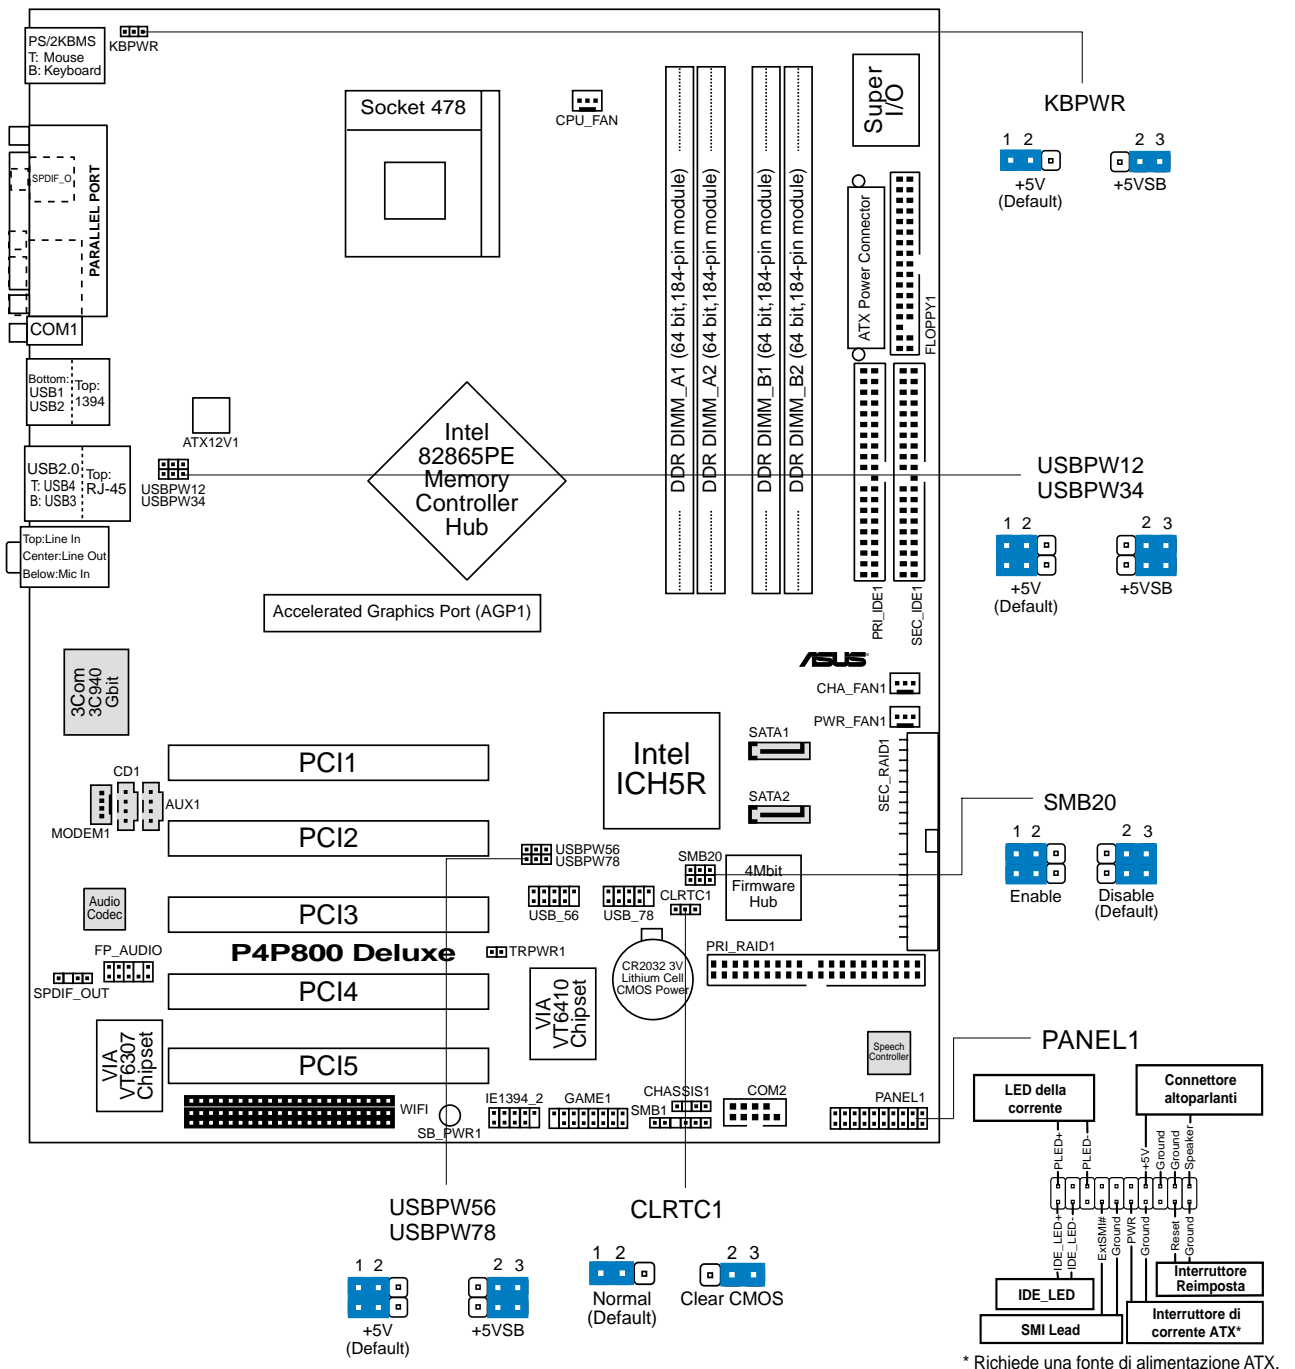 PS/2KBMS
T: Mouse
B: Keyboard
KBPWR
Socket 478
CPU_FAN
Super
I/O
KBPWR
1 2
2 3
+5V
(Default)
+5VSB
SPDIF_O
PARALLEL PORT
COM1
DDR DIMM_A1 (64 bit,184-pin module)
DDR DIMM_A2 (64 bit,184-pin module)
DDR DIMM_B1 (64 bit,184-pin module)
DDR DIMM_B2 (64 bit,184-pin module)
ATX Power Connector
FLOPPY1
Bottom:
USB1
USB2
Top:
1394
ATX12V1
Intel
82865PE
Memory
Controller
Hub
USB2.0
T: USB4
B: USB3
Top:
RJ-45
USBPW12
USBPW34
USBPW12
USBPW34
1 2
2 3
+5V
(Default)
+5VSB
Top:Line In
Center:Line Out
Below:Mic In
Accelerated Graphics Port (AGP1)
PRI_IDE1
SEC_IDE1
ASUS
3Com
3C940
Gbit
CHA_FAN1
PWR_FAN1
Intel
ICH5R
SATA1
SATA2
SEC_RAID1
PCI1
CD1
AUX1
MODEM1
PCI2
USBPW56
USBPW78
SMB20
4Mbit
Firmware
Hub
SMB20
1 2
2 3
Enable
Disable
(Default)
Audio
Codec
PCI3
USB_56
USB_78
CLRTC1
P4P800 Deluxe
FP_AUDIO
TRPWR1
PRI_RAID1
CR2032 3V
Lithium Cell
CMOS Power
SPDIF_OUT
PCI4
VIA
VT6410
Chipset
VIA
VT6307
Chipset
PCI5
Speech
Controller
PANEL1
WIFI
SB_PWR1
IE1394_2
GAME1
CHASSIS1
SMB1
COM2
PANEL1
LED della
corrente
Connettore
altoparlanti
PLED+
PLED-
+5V
Ground
Ground
Speaker-
IDE_LED+
IDE_LED-
ExtSMI#
Ground
PWR
Ground
Reset
Ground
Interruttore
Reimposta
IDE_LED
SMI Lead
Interruttore di
corrente ATX*
* Richiede una fonte di alimentazione ATX.
USBPW56
USBPW78
1 2
2 3
+5V
(Default)
+5VSB
CLRTC1
1 2
2 3
Normal
(Default)
Clear CMOS